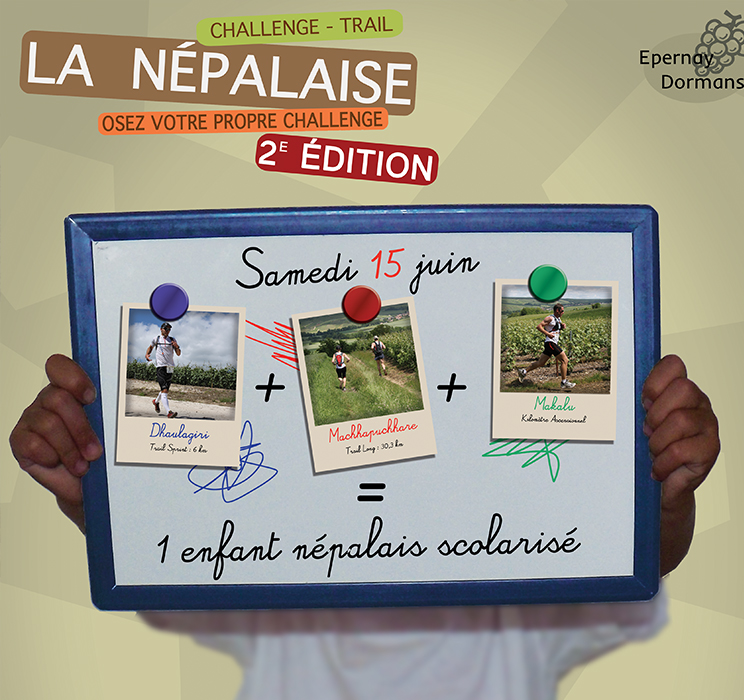 CHALLENGE - TRAIL
LA NÉPALAISE
OSEZ VOTRE PROPRE CHALLENGE
2E ÉDITION
Epernay
Dormans
Samedi 15 juin
Dhaulagiri
Trail Sprint : 6 km
Machhapuchhare
Trail Long : 30,3 km
Makalu
Kilomètre Ascensionnel
+ +
=
1 enfant népalais scolarisé